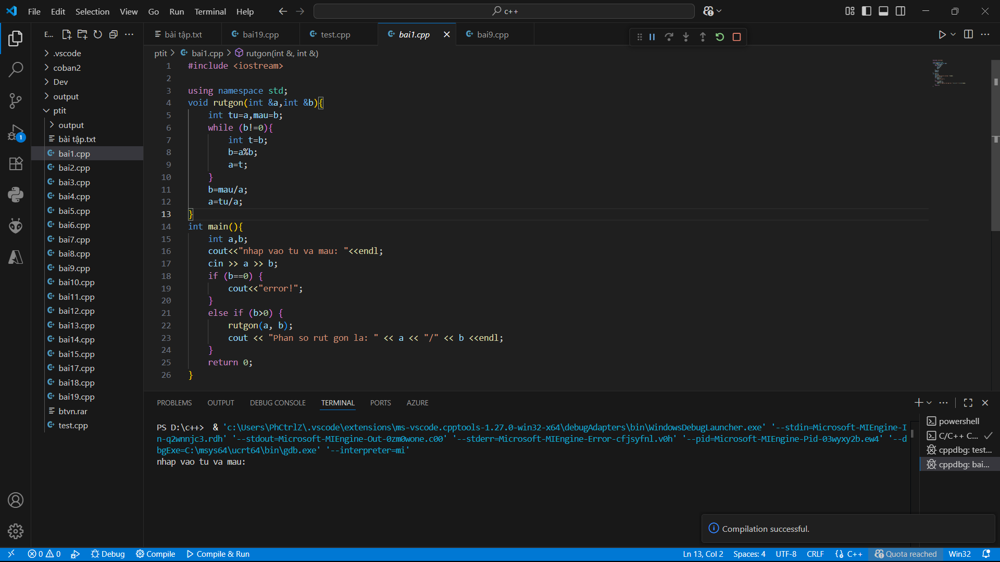 File Edit Selection View Go Run Terminal Help
c++
E...
bài tập.txt bai19.cpp test.cpp bai1.cpp bai9.cpp
ptit > bai1.cpp > rutgon(int &, int &)
.vscode
coban2
Dev
output
ptit
output
bài tập.txt
bai1.cpp
bai2.cpp
bai3.cpp
bai4.cpp
bai5.cpp
bai6.cpp
bai7.cpp
bai8.cpp
bai9.cpp
bai10.cpp
bai11.cpp
bai12.cpp
bai13.cpp
bai14.cpp
bai15.cpp
bai17.cpp
bai18.cpp
bai19.cpp
btvn.rar
test.cpp
1
1 #include <iostream>
2
3 using namespace std;
4 void rutgon(int &a,int &b){
5 int tu=a,mau=b;
6 while (b!=0){
7 int t=b;
8 b=a%b;
9 a=t;
10 }
11 b=mau/a;
12 a=tu/a;
13 }
14 int main(){
15 int a,b;
16 cout<<"nhap vao tu va mau: "<<endl;
17 cin >> a >> b;
18 if (b==0) {
19 cout<<"error!";
20 }
21 else if (b>0) {
22 rutgon(a, b);
23 cout << "Phan so rut gon la: " << a << "/" << b <<endl;
24 }
25 return 0;
26 }
PROBLEMS OUTPUT DEBUG CONSOLE TERMINAL PORTS AZURE
PS D:\c++> & 'c:\Users\PhCtrlZ\.vscode\extensions\ms-vscode.cpptools-1.27.0-win32-x64\debugAdapters\bin\WindowsDebugLauncher.exe' '--stdin=Microsoft-MIEngine-I
n-q2wnnjc3.rdh' '--stdout=Microsoft-MIEngine-Out-0zm0wone.c00' '--stderr=Microsoft-MIEngine-Error-cfjsyfnl.v0h' '--pid=Microsoft-MIEngine-Pid-03wyxy2b.ew4' '--d
bgExe=C:\msys64\ucrt64\bin\gdb.exe' '--interpreter=mi'
nhap vao tu va mau:
powershell
C/C++ C...
cppdbg: test...
cppdbg: bai...
Compilation successful.
0 0 Debug Compile Compile & Run Ln 13, Col 2 Spaces: 4 UTF-8 CRLF {} C++ Quota reached Win32